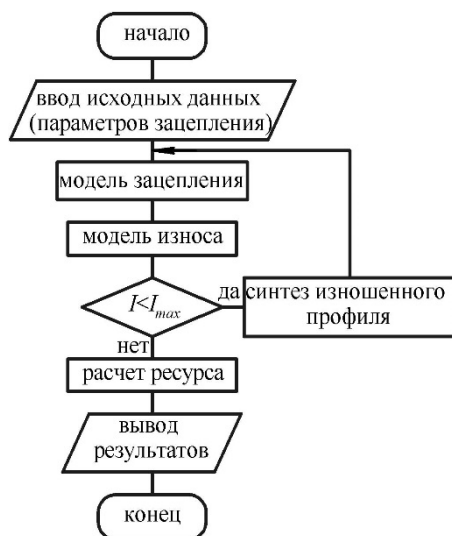 начало
ввод исходных данных
(параметров зацепления)
модель зацепления
модель износа
I<Imax
да
синтез изношенного
профиля
нет
расчет ресурса
вывод
результатов
конец